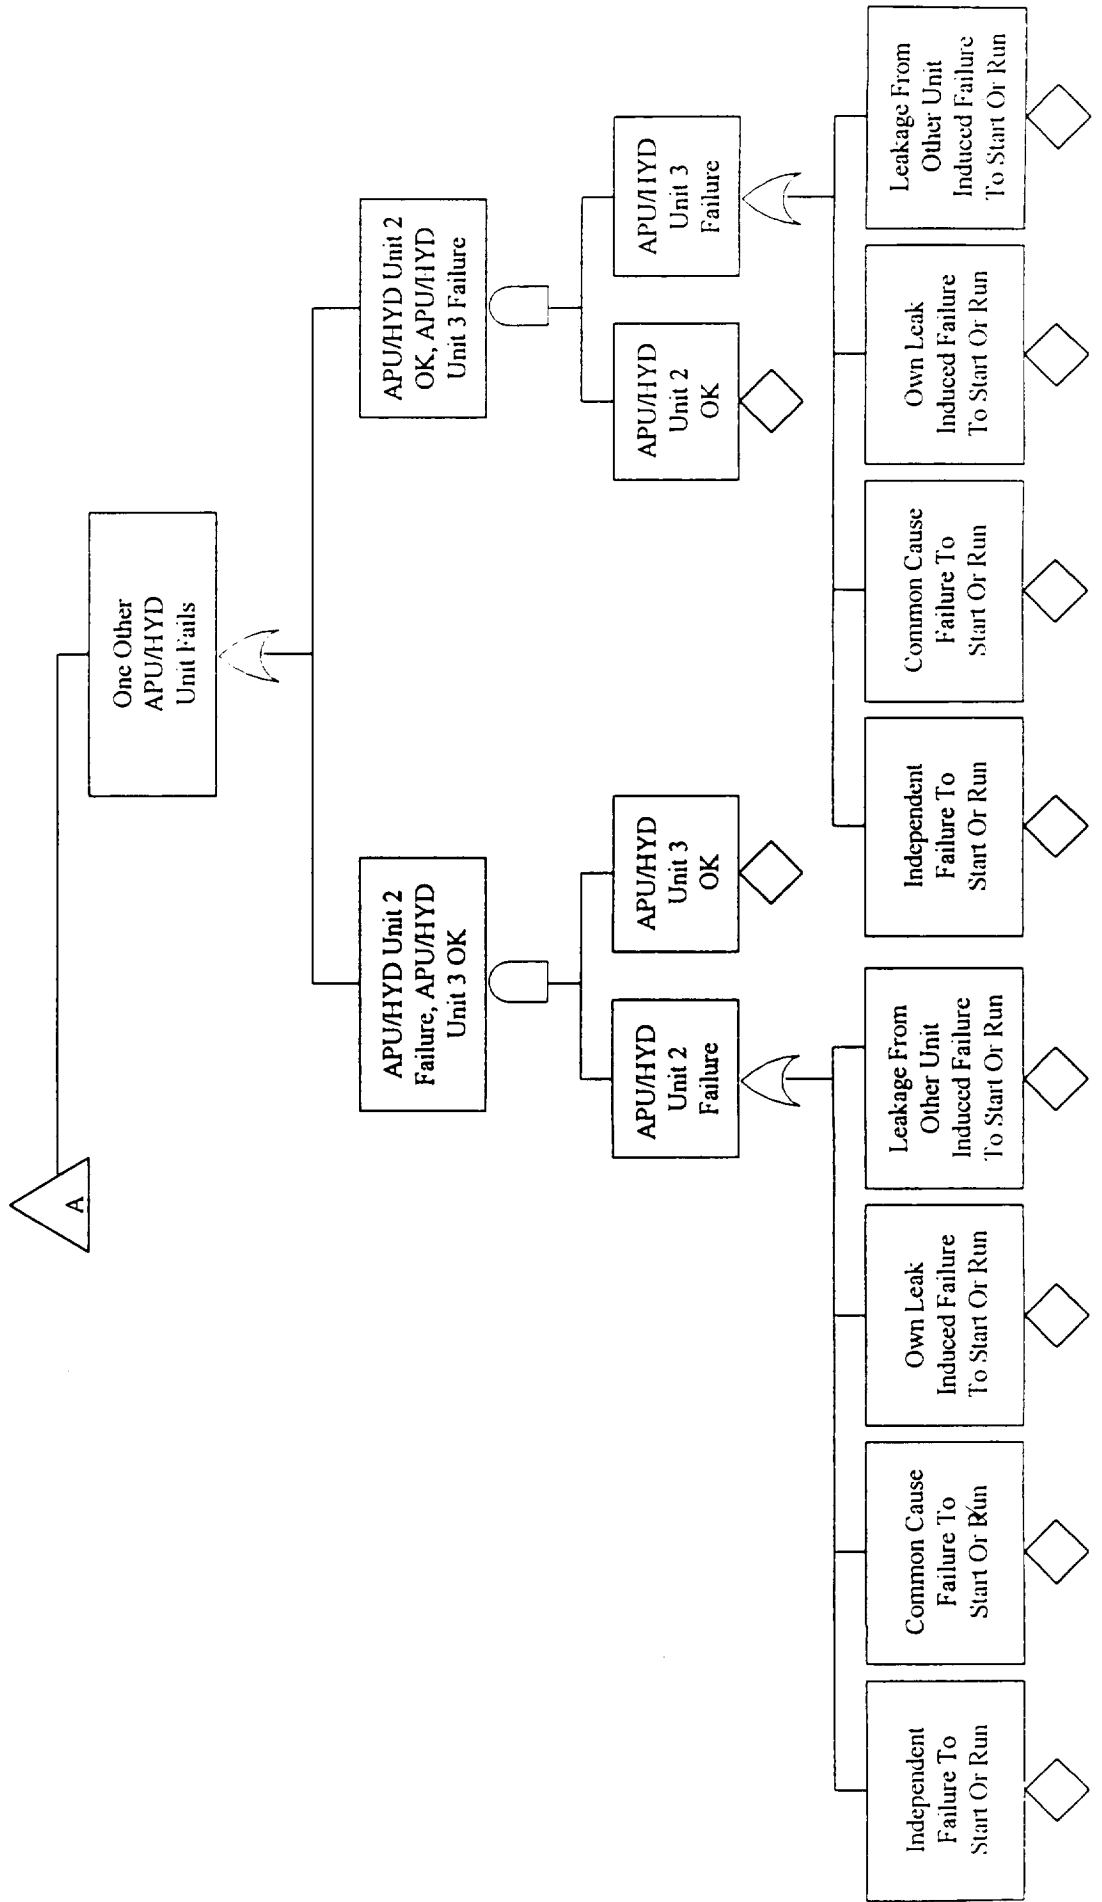 A
One Other
APU/HYD
Unit Fails
APU/HYD Unit 2
Failure, APU/HYD
Unit 3 OK
APU/HYD Unit 2
OK, APU/HYD
Unit 3 Failure
APU/HYD
Unit 2
Failure
APU/HYD
Unit 3
OK
APU/HYD
Unit 2
OK
APU/HYD
Unit 3
Failure
Independent
Failure To
Start Or Run
Common Cause
Failure To
Start Or Run
Own Leak
Induced Failure
To Start Or Run
Leakage From
Other Unit
Induced Failure
To Start Or Run
Independent
Failure To
Start Or Run
Common Cause
Failure To
Start Or Run
Own Leak
Induced Failure
To Start Or Run
Leakage From
Other Unit
Induced Failure
To Start Or Run